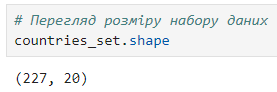 # Перегляд розміру набору даних
countries_set.shape
(227, 20)